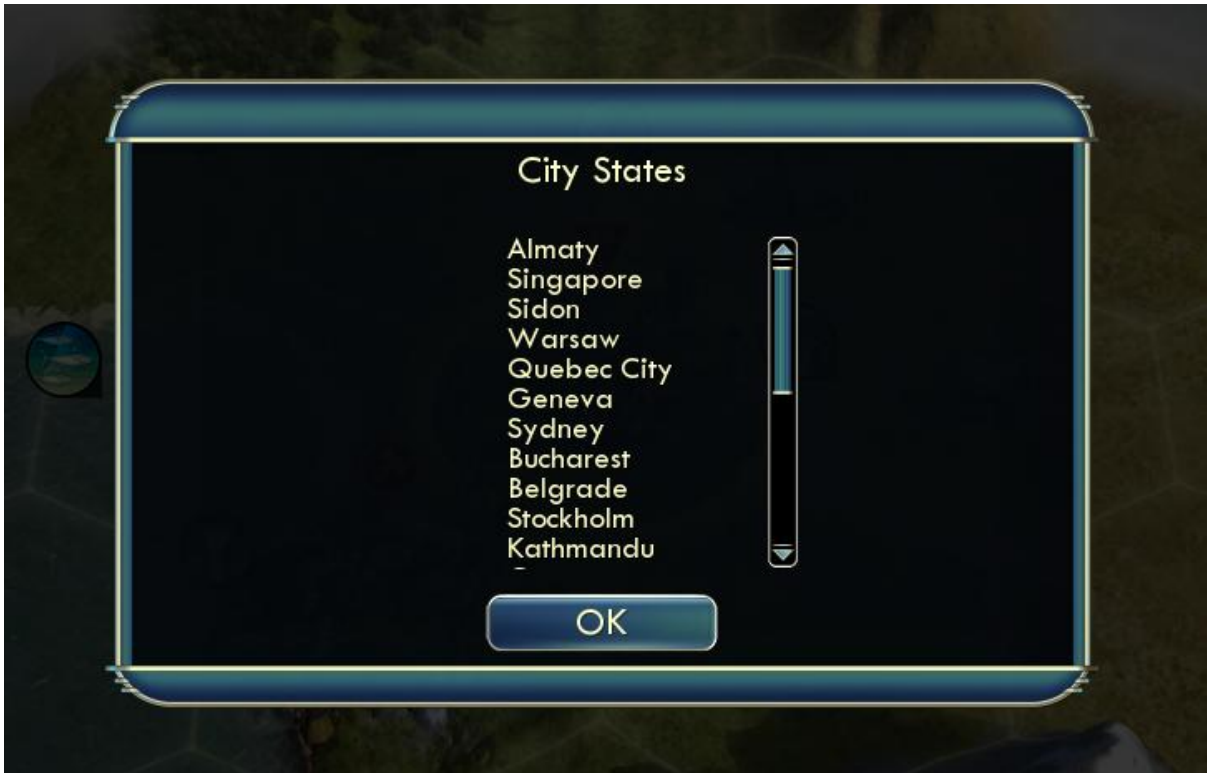 City States
Almaty
Singapore
Sidon
Warsaw
Quebec City
Geneva
Sydney
Bucharest
Belgrade
Stockholm
Kathmandu
OK